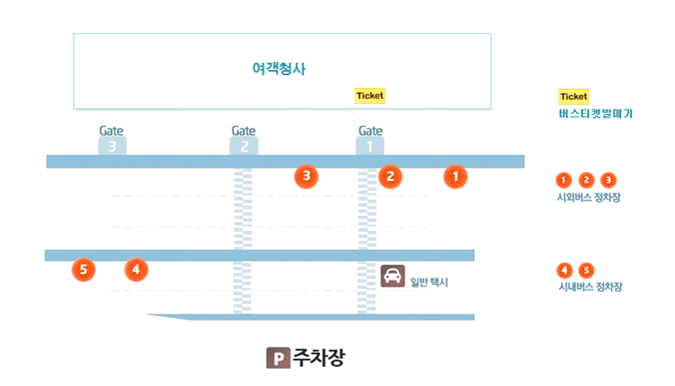 여객청사
Ticket
Ticket
버스티켓발매기
Gate
3
Gate
2
Gate
1
3
2
1
1 2 3
시외버스 정차장
5
4
일반 택시
4 5
시내버스 정차장
P 주차장